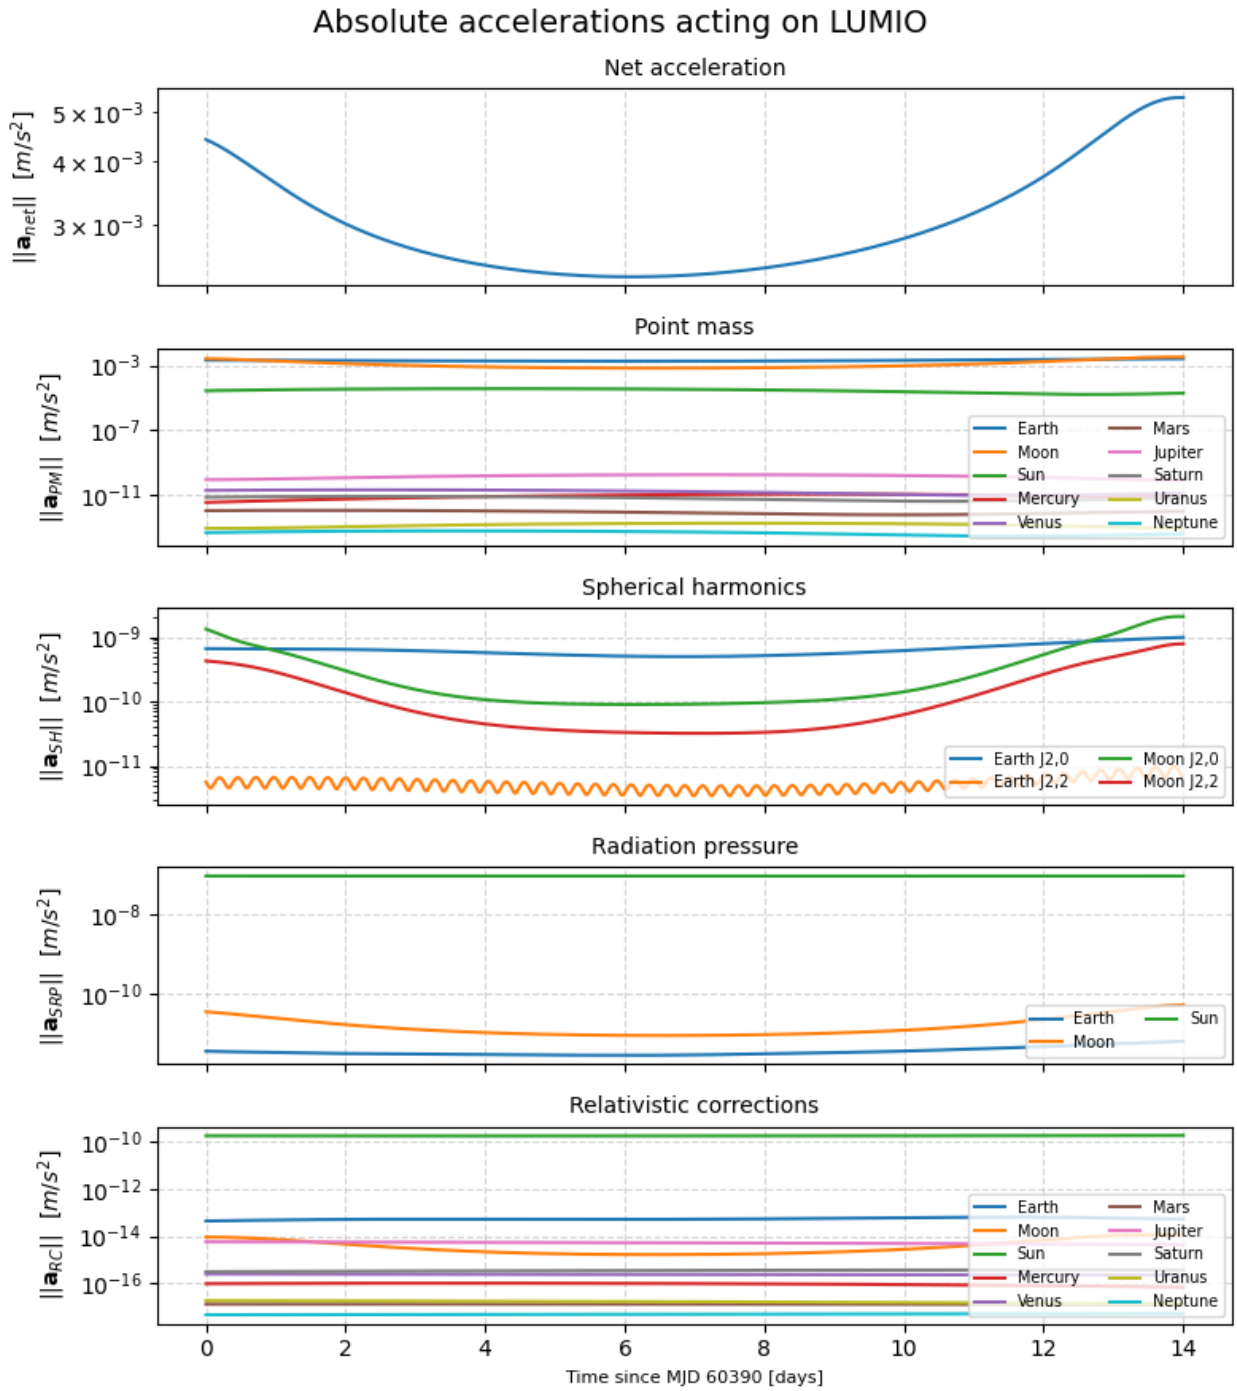 Absolute accelerations acting on LUMIO
Net acceleration
||a_net|| [m/s²]
5 × 10⁻³
4 × 10⁻³
3 × 10⁻³
Point mass
||a_PM|| [m/s²]
10⁻³
10⁻⁷
10⁻¹¹
Earth Mars
Moon Jupiter
Sun Saturn
Mercury Uranus
Venus Neptune
Spherical harmonics
||a_SH|| [m/s²]
10⁻⁹
10⁻¹⁰
10⁻¹¹
Earth J2,0 Moon J2,0
Earth J2,2 Moon J2,2
Radiation pressure
||a_SRP|| [m/s²]
10⁻⁸
10⁻¹⁰
Earth Sun
Moon
Relativistic corrections
||a_RC|| [m/s²]
10⁻¹⁰
10⁻¹²
10⁻¹⁴
10⁻¹⁶
Earth Mars
Moon Jupiter
Sun Saturn
Mercury Uranus
Venus Neptune
0 2 4 6 8 10 12 14
Time since MJD 60390 [days]